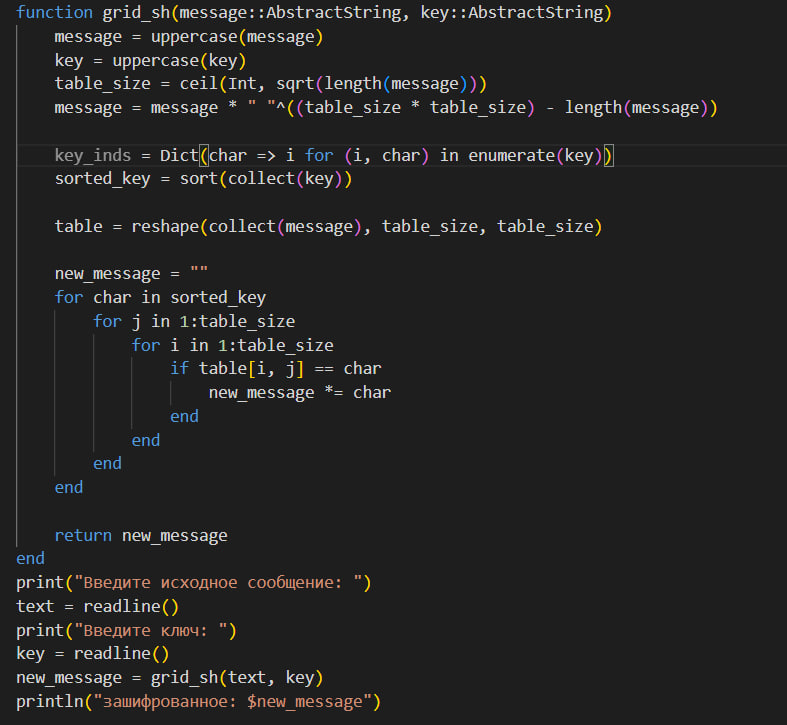 function grid_sh(message::AbstractString, key::AbstractString)
    message = uppercase(message)
    key = uppercase(key)
    table_size = ceil(Int, sqrt(length(message)))
    message = message * " "^((table_size * table_size) - length(message))

    key_inds = Dict(char => i for (i, char) in enumerate(key))
    sorted_key = sort(collect(key))

    table = reshape(collect(message), table_size, table_size)

    new_message = ""
    for char in sorted_key
        for j in 1:table_size
            for i in 1:table_size
                if table[i, j] == char
                    new_message *= char
                end
            end
        end
    end

    return new_message
end
print("Введите исходное сообщение: ")
text = readline()
print("Введите ключ: ")
key = readline()
new_message = grid_sh(text, key)
println("зашифрованное: $new_message")